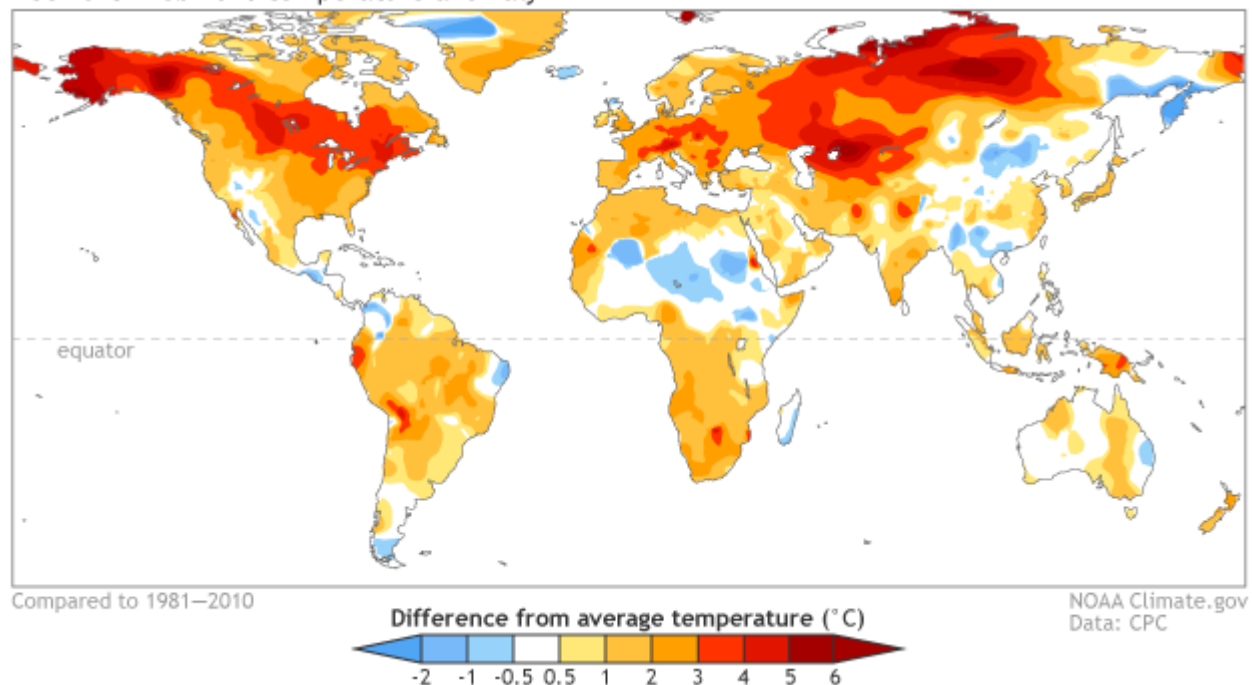 equator
Compared to 1981—2010
NOAA Climate.gov
Data: CPC
Difference from average temperature (°C)
-2 -1 -0.5 0.5 1 2 3 4 5 6